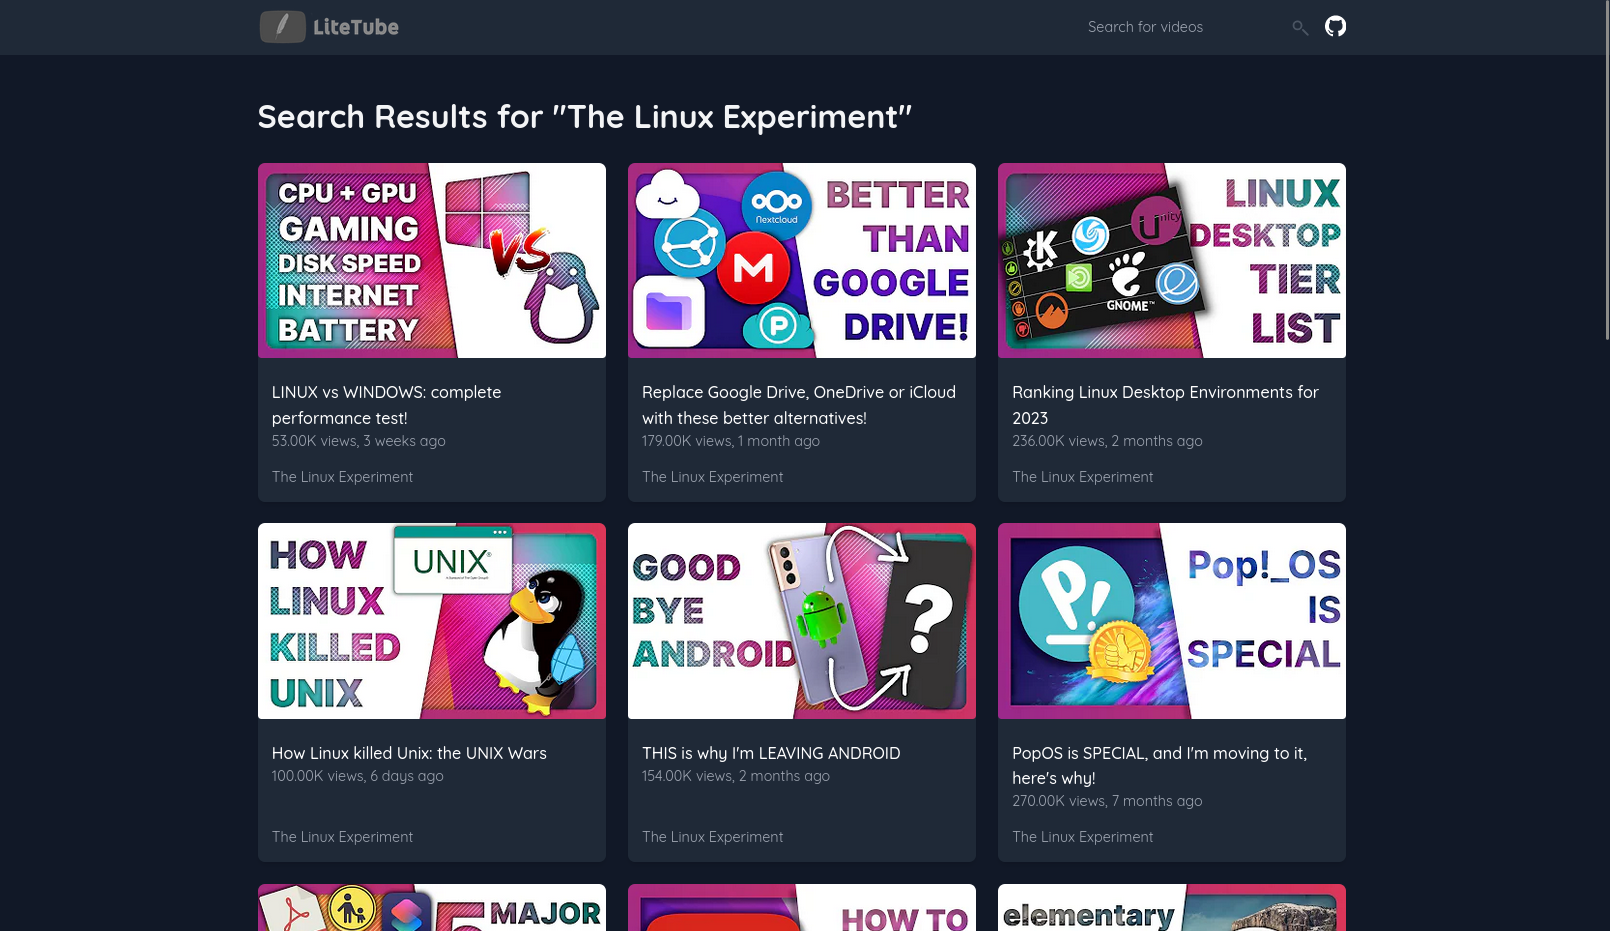 LiteTube
Search for videos
Search Results for "The Linux Experiment"
CPU + GPU
GAMING
DISK SPEED
INTERNET
BATTERY
VS
Nextcloud
BETTER
THAN
GOOGLE
DRIVE!
Unity
GNOME™
LINUX
DESKTOP
TIER
LIST
LINUX vs WINDOWS: complete
performance test!
53.00K views, 3 weeks ago
The Linux Experiment
Replace Google Drive, OneDrive or iCloud
with these better alternatives!
179.00K views, 1 month ago
The Linux Experiment
Ranking Linux Desktop Environments for
2023
236.00K views, 2 months ago
The Linux Experiment
HOW
LINUX
KILLED
UNIX
UNIX®
GOOD
BYE
ANDROID
?
P!
Pop!_OS
IS
SPECIAL
How Linux killed Unix: the UNIX Wars
100.00K views, 6 days ago
The Linux Experiment
THIS is why I'm LEAVING ANDROID
154.00K views, 2 months ago
The Linux Experiment
PopOS is SPECIAL, and I'm moving to it,
here's why!
270.00K views, 7 months ago
The Linux Experiment
5 MAJOR
HOW TO
elementary